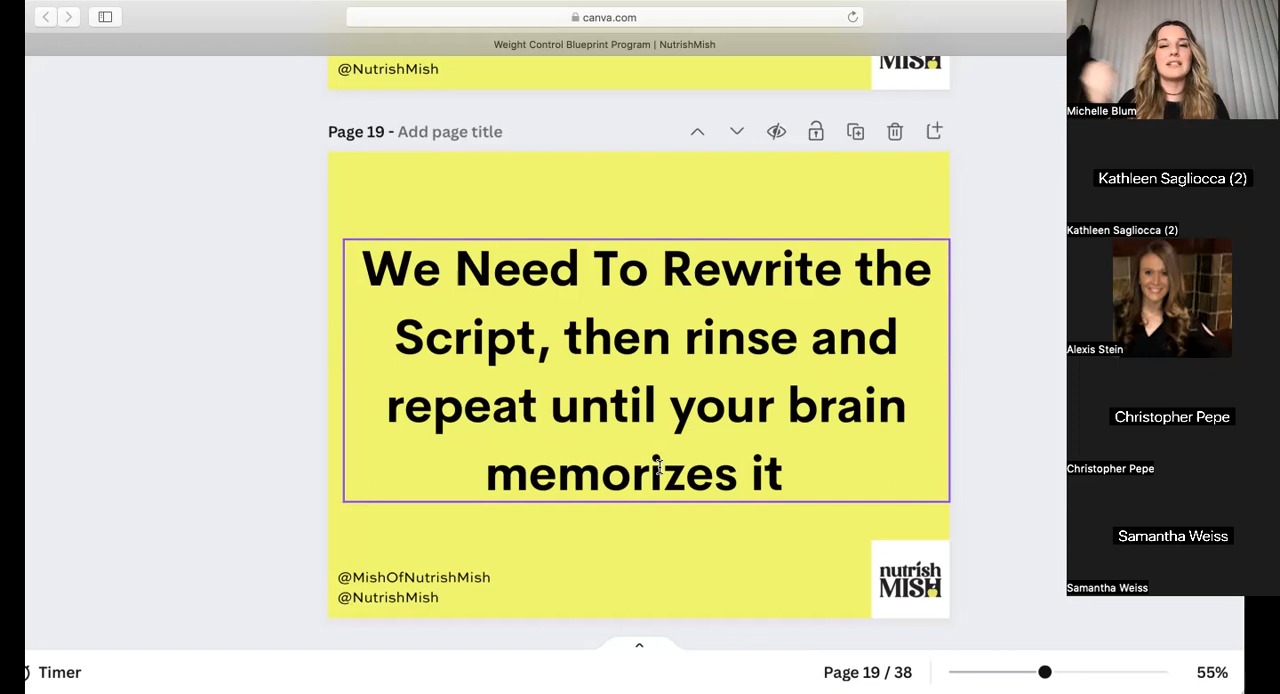 canva.com
Weight Control Blueprint Program | NutrishMish
@NutrishMish
MISH
Page 19 - Add page title
We Need To Rewrite the
Script, then rinse and
repeat until your brain
memorizes it
@MishOfNutrishMish
@NutrishMish
nutrísh
MISH
Timer
Page 19 / 38
55%
Michelle Blum
Kathleen Sagliocca (2)
Kathleen Sagliocca (2)
Alexis Stein
Christopher Pepe
Christopher Pepe
Samantha Weiss
Samantha Weiss